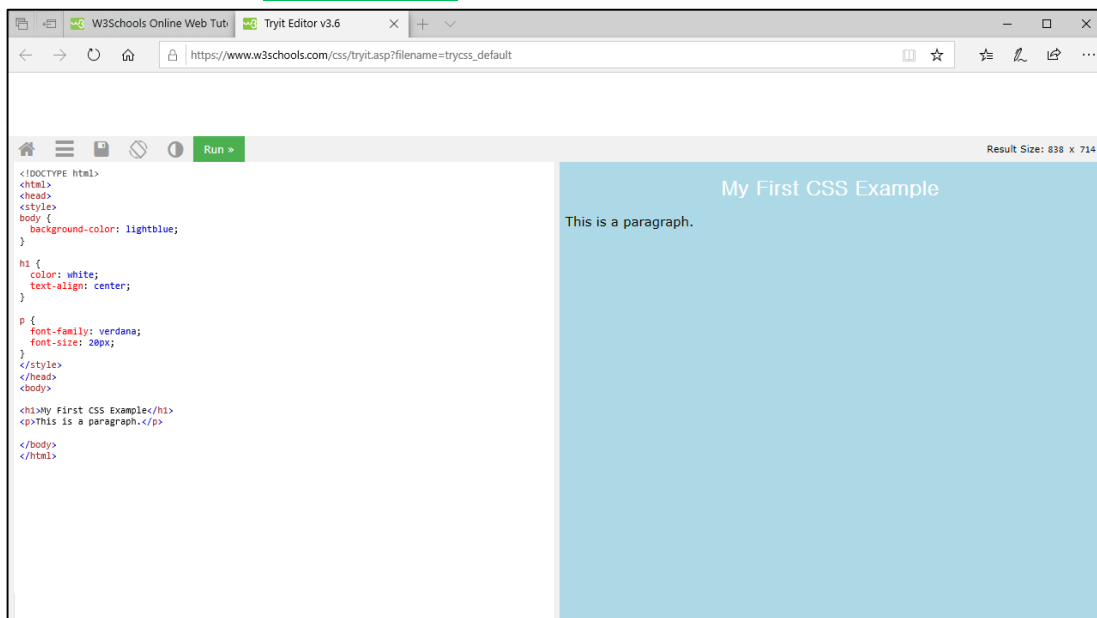 W3Schools Online Web Tuto
Tryit Editor v3.6
https://www.w3schools.com/css/tryit.asp?filename=trycss_default
Run »
Result Size: 838 x 714
<!DOCTYPE html>
<html>
<head>
<style>
body {
  background-color: lightblue;
}
h1 {
  color: white;
  text-align: center;
}
p {
  font-family: verdana;
  font-size: 20px;
}
</style>
</head>
<body>
<h1>My First CSS Example</h1>
<p>This is a paragraph.</p>
</body>
</html>
My First CSS Example
This is a paragraph.